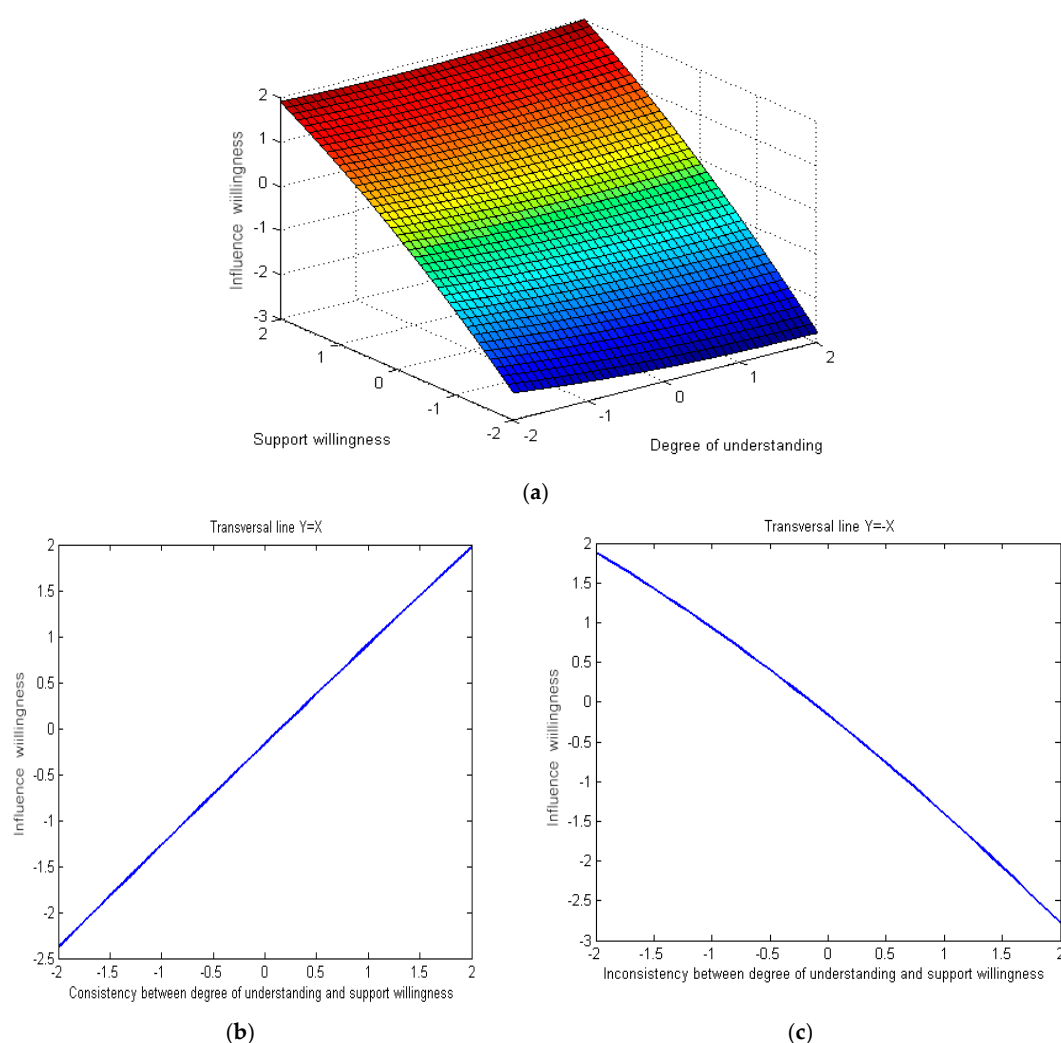 2
1
0
-1
-2
-3
Influence wiillingness
2
1
0
-1
-2
Support willingness
-2
-1
0
1
2
Degree of understanding
(a)
Transversal line Y=X
2
1.5
1
0.5
0
-0.5
-1
-1.5
-2
-2.5
Influence wiillingness
-2 -1.5 -1 -0.5 0 0.5 1 1.5 2
Consistency between degree of understanding and support willingness
(b)
Transversal line Y=-X
2
1.5
1
0.5
0
-0.5
-1
-1.5
-2
-2.5
-3
Influence wiillingness
-2 -1.5 -1 -0.5 0 0.5 1 1.5 2
Inconsistency between degree of understanding and support willingness
(c)